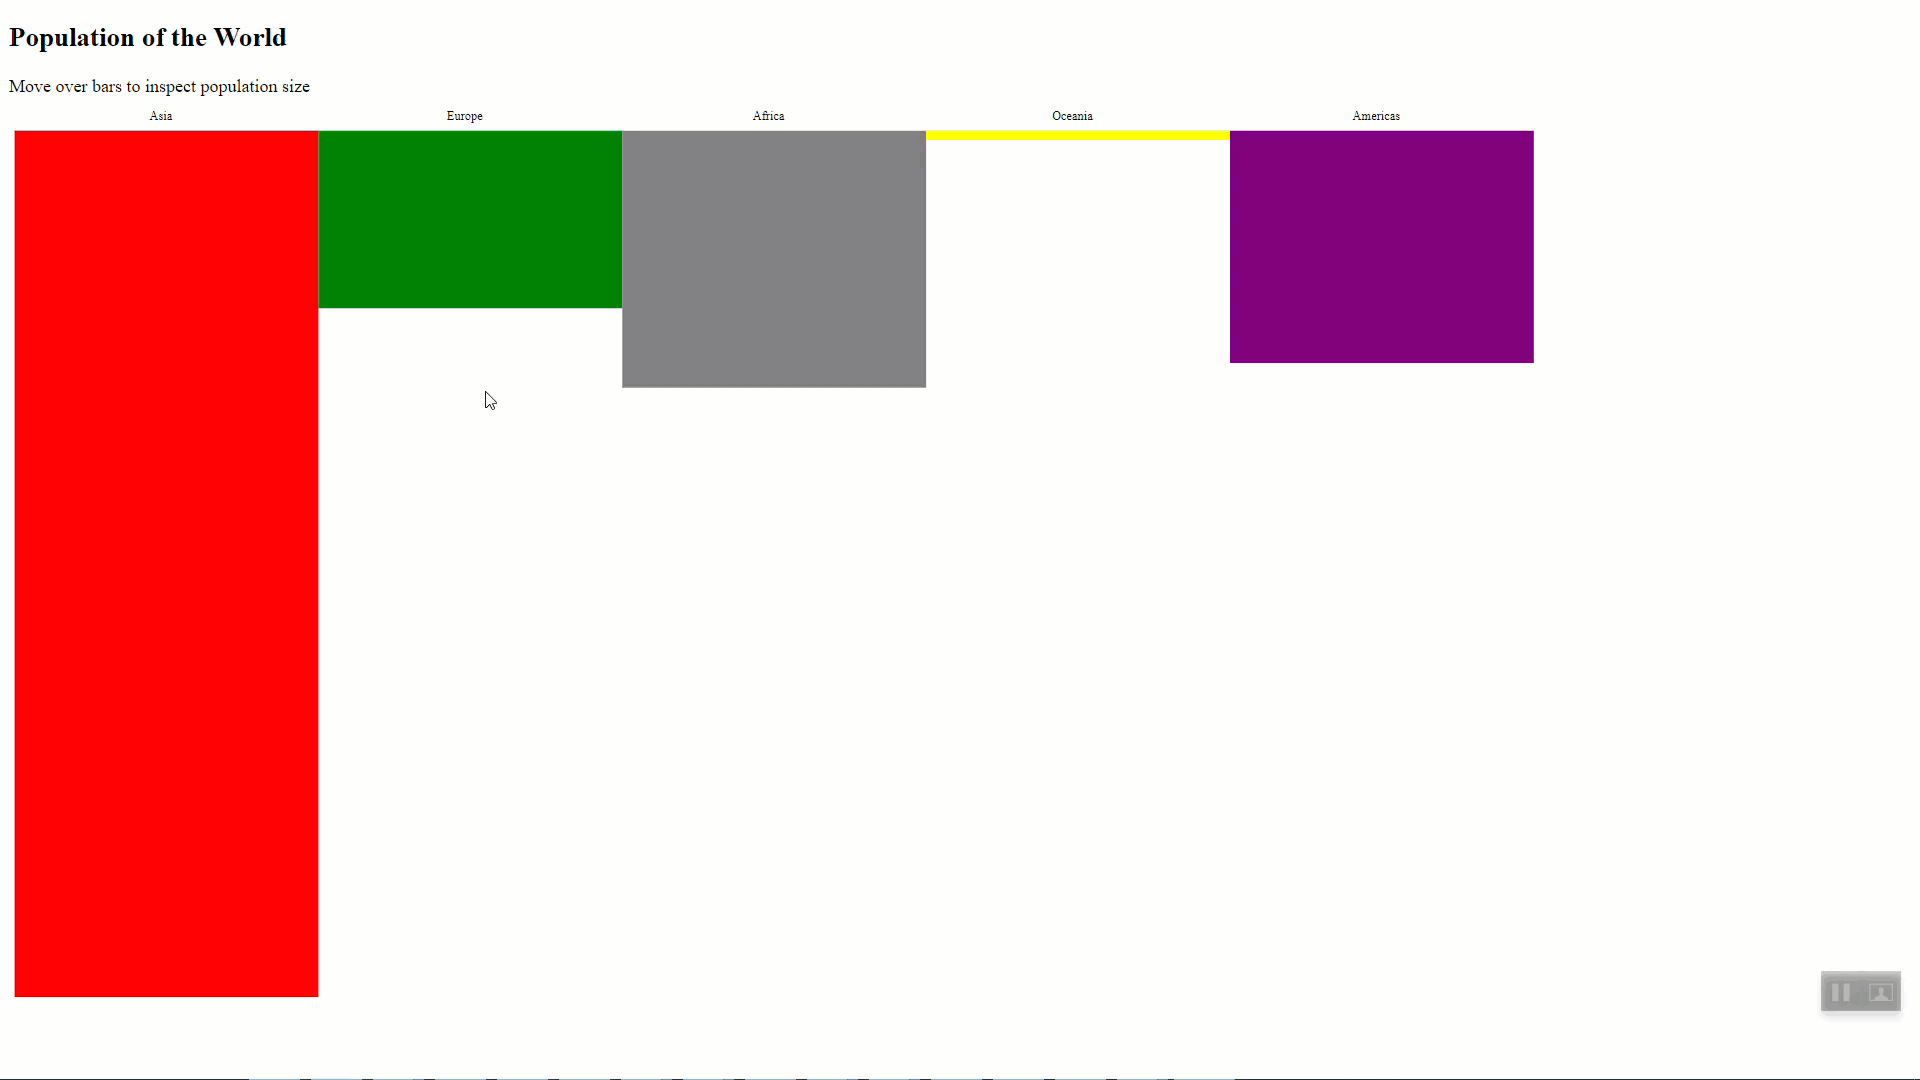 Population of the World
Move over bars to inspect population size
Asia Europe Africa Oceania Americas